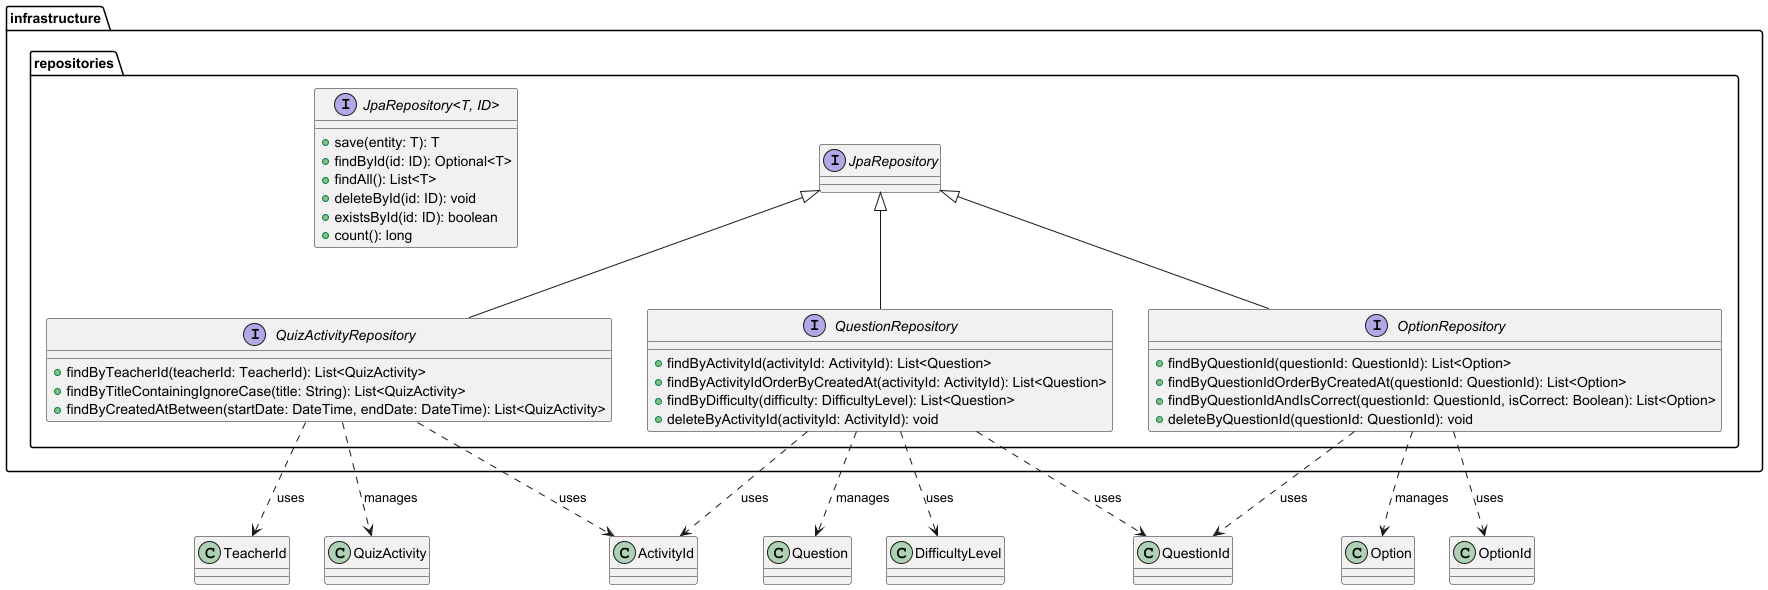 infrastructure
repositories
I JpaRepository<T, ID>
save(entity: T): T
findById(id: ID): Optional<T>
findAll(): List<T>
deleteById(id: ID): void
existsById(id: ID): boolean
count(): long
I JpaRepository
I QuizActivityRepository
findByTeacherId(teacherId: TeacherId): List<QuizActivity>
findByTitleContainingIgnoreCase(title: String): List<QuizActivity>
findByCreatedAtBetween(startDate: DateTime, endDate: DateTime): List<QuizActivity>
I QuestionRepository
findByActivityId(activityId: ActivityId): List<Question>
findByActivityIdOrderByCreatedAt(activityId: ActivityId): List<Question>
findByDifficulty(difficulty: DifficultyLevel): List<Question>
deleteByActivityId(activityId: ActivityId): void
I OptionRepository
findByQuestionId(questionId: QuestionId): List<Option>
findByQuestionIdOrderByCreatedAt(questionId: QuestionId): List<Option>
findByQuestionIdAndIsCorrect(questionId: QuestionId, isCorrect: Boolean): List<Option>
deleteByQuestionId(questionId: QuestionId): void
uses
manages
uses
uses
manages
uses
uses
uses
manages
uses
C TeacherId
C QuizActivity
C ActivityId
C Question
C DifficultyLevel
C QuestionId
C Option
C OptionId